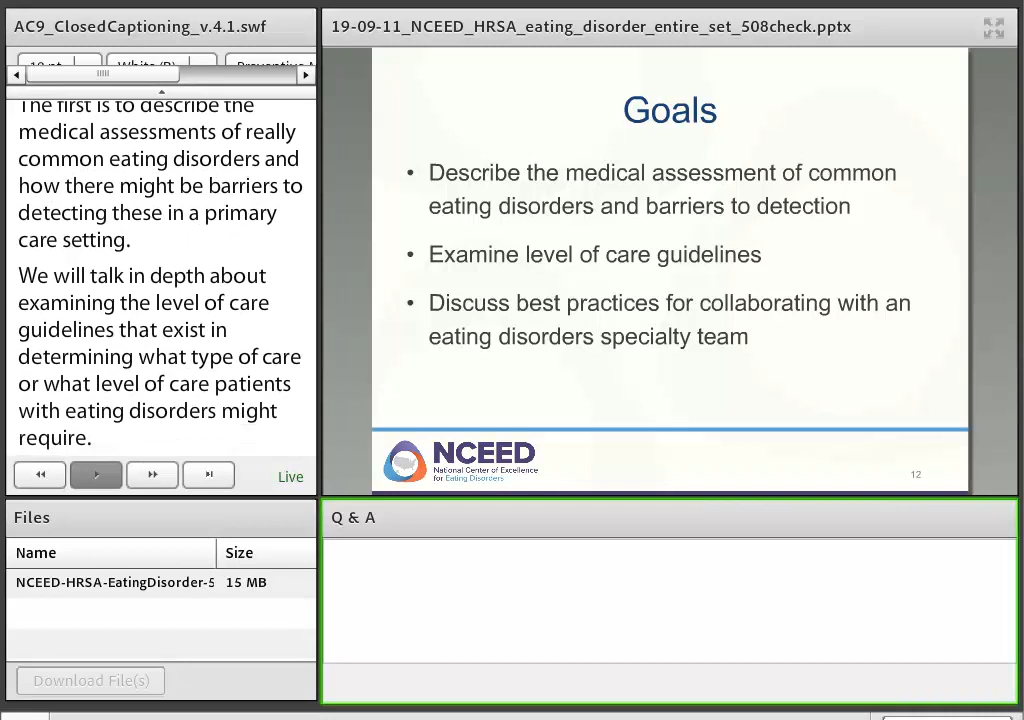 AC9_ClosedCaptioning_v.4.1.swf
The first is to describe the
medical assessments of really
common eating disorders and
how there might be barriers to
detecting these in a primary
care setting.
We will talk in depth about
examining the level of care
guidelines that exist in
determining what type of care
or what level of care patients
with eating disorders might
require.
Live
19-09-11_NCEED_HRSA_eating_disorder_entire_set_508check.pptx
Goals
• Describe the medical assessment of common
eating disorders and barriers to detection
• Examine level of care guidelines
• Discuss best practices for collaborating with an
eating disorders specialty team
NCEED
National Center of Excellence
for Eating Disorders
12
Files
Name Size
NCEED-HRSA-EatingDisorder-5 15 MB
Download File(s)
Q & A